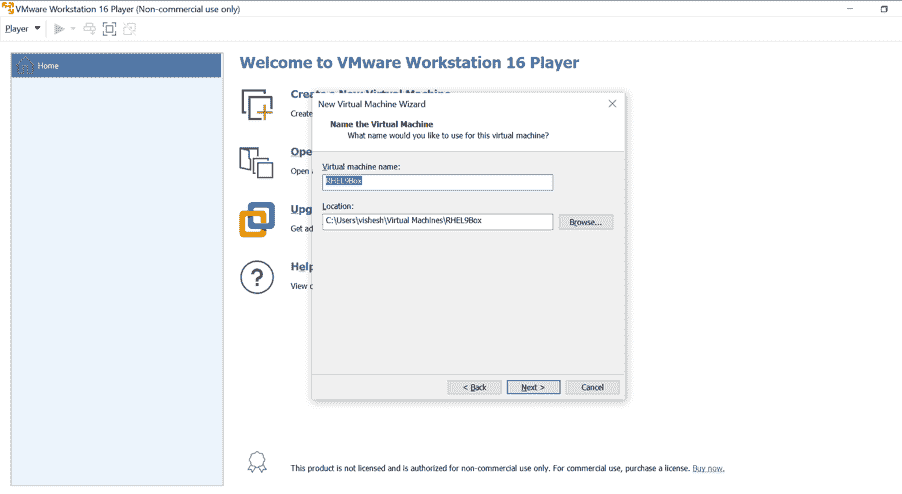 VMware Workstation 16 Player (Non-commercial use only)
Player
Home
Welcome to VMware Workstation 16 Player
Create a New Virtual Machine
Create
New Virtual Machine Wizard
Name the Virtual Machine
What name would you like to use for this virtual machine?
Ope
Open
Virtual machine name:
RHEL9Box
Location:
C:\Users\vishesh\Virtual Machines\RHEL9Box
Browse...
Upg
Get ad
Help
View
?
< Back
Next >
Cancel
This product is not licensed and is authorized for non-commercial use only. For commercial use, purchase a license. Buy now.